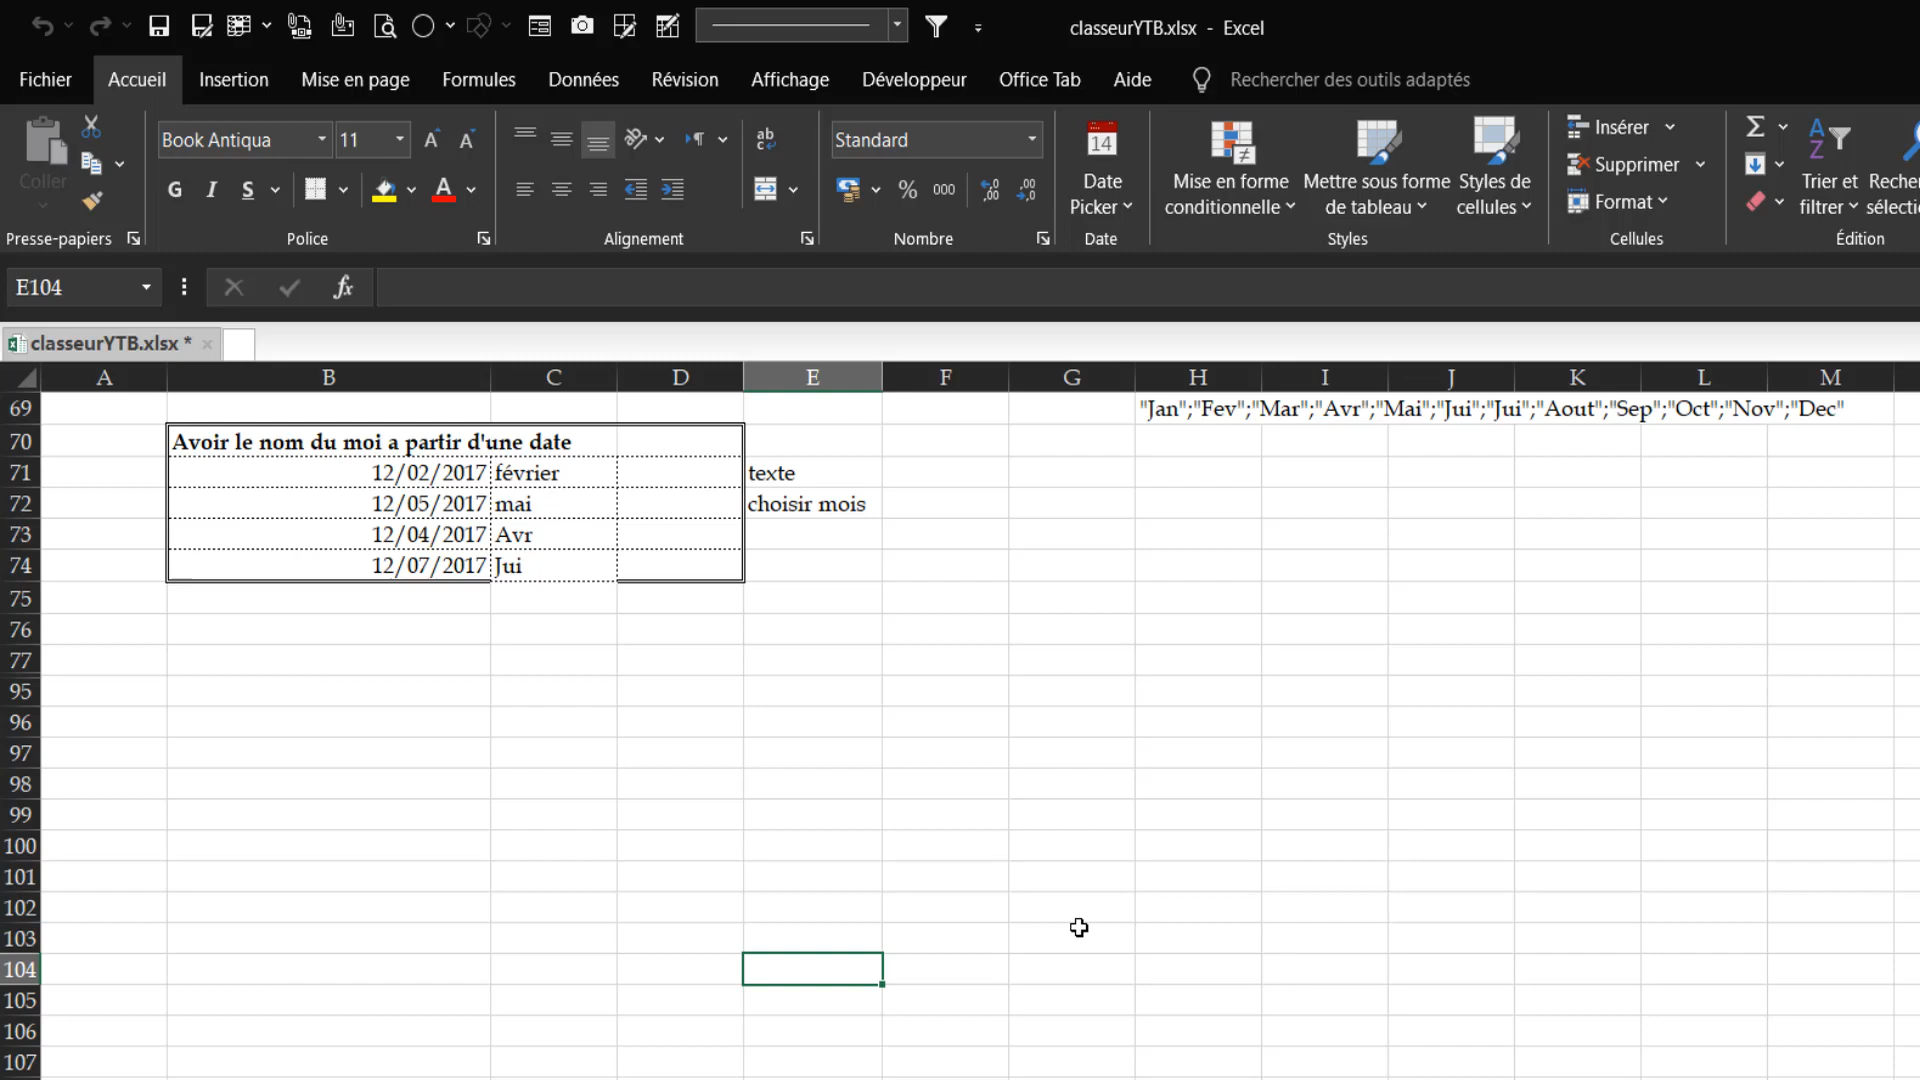 classeurYTB.xlsx - Excel
Fichier Accueil Insertion Mise en page Formules Données Révision Affichage Développeur Office Tab Aide Rechercher des outils adaptés
Coller
Presse-papiers
Book Antiqua 11
G I S
Police
Alignement
Standard
% 000
Nombre
14
Date Picker
Date
Mise en forme conditionnelle
Mettre sous forme de tableau
Styles de cellules
Styles
Insérer
Supprimer
Format
Cellules
Trier et filtrer
Édition
E104 fx
classeurYTB.xlsx *
A B C D E F G H I J K L M
69 "Jan";"Fev";"Mar";"Avr";"Mai";"Jui";"Jui";"Aout";"Sep";"Oct";"Nov";"Dec"
70 Avoir le nom du moi a partir d'une date
71 12/02/2017 février texte
72 12/05/2017 mai choisir mois
73 12/04/2017 Avr
74 12/07/2017 Jui
75
76
77
95
96
97
98
99
100
101
102
103
104
105
106
107